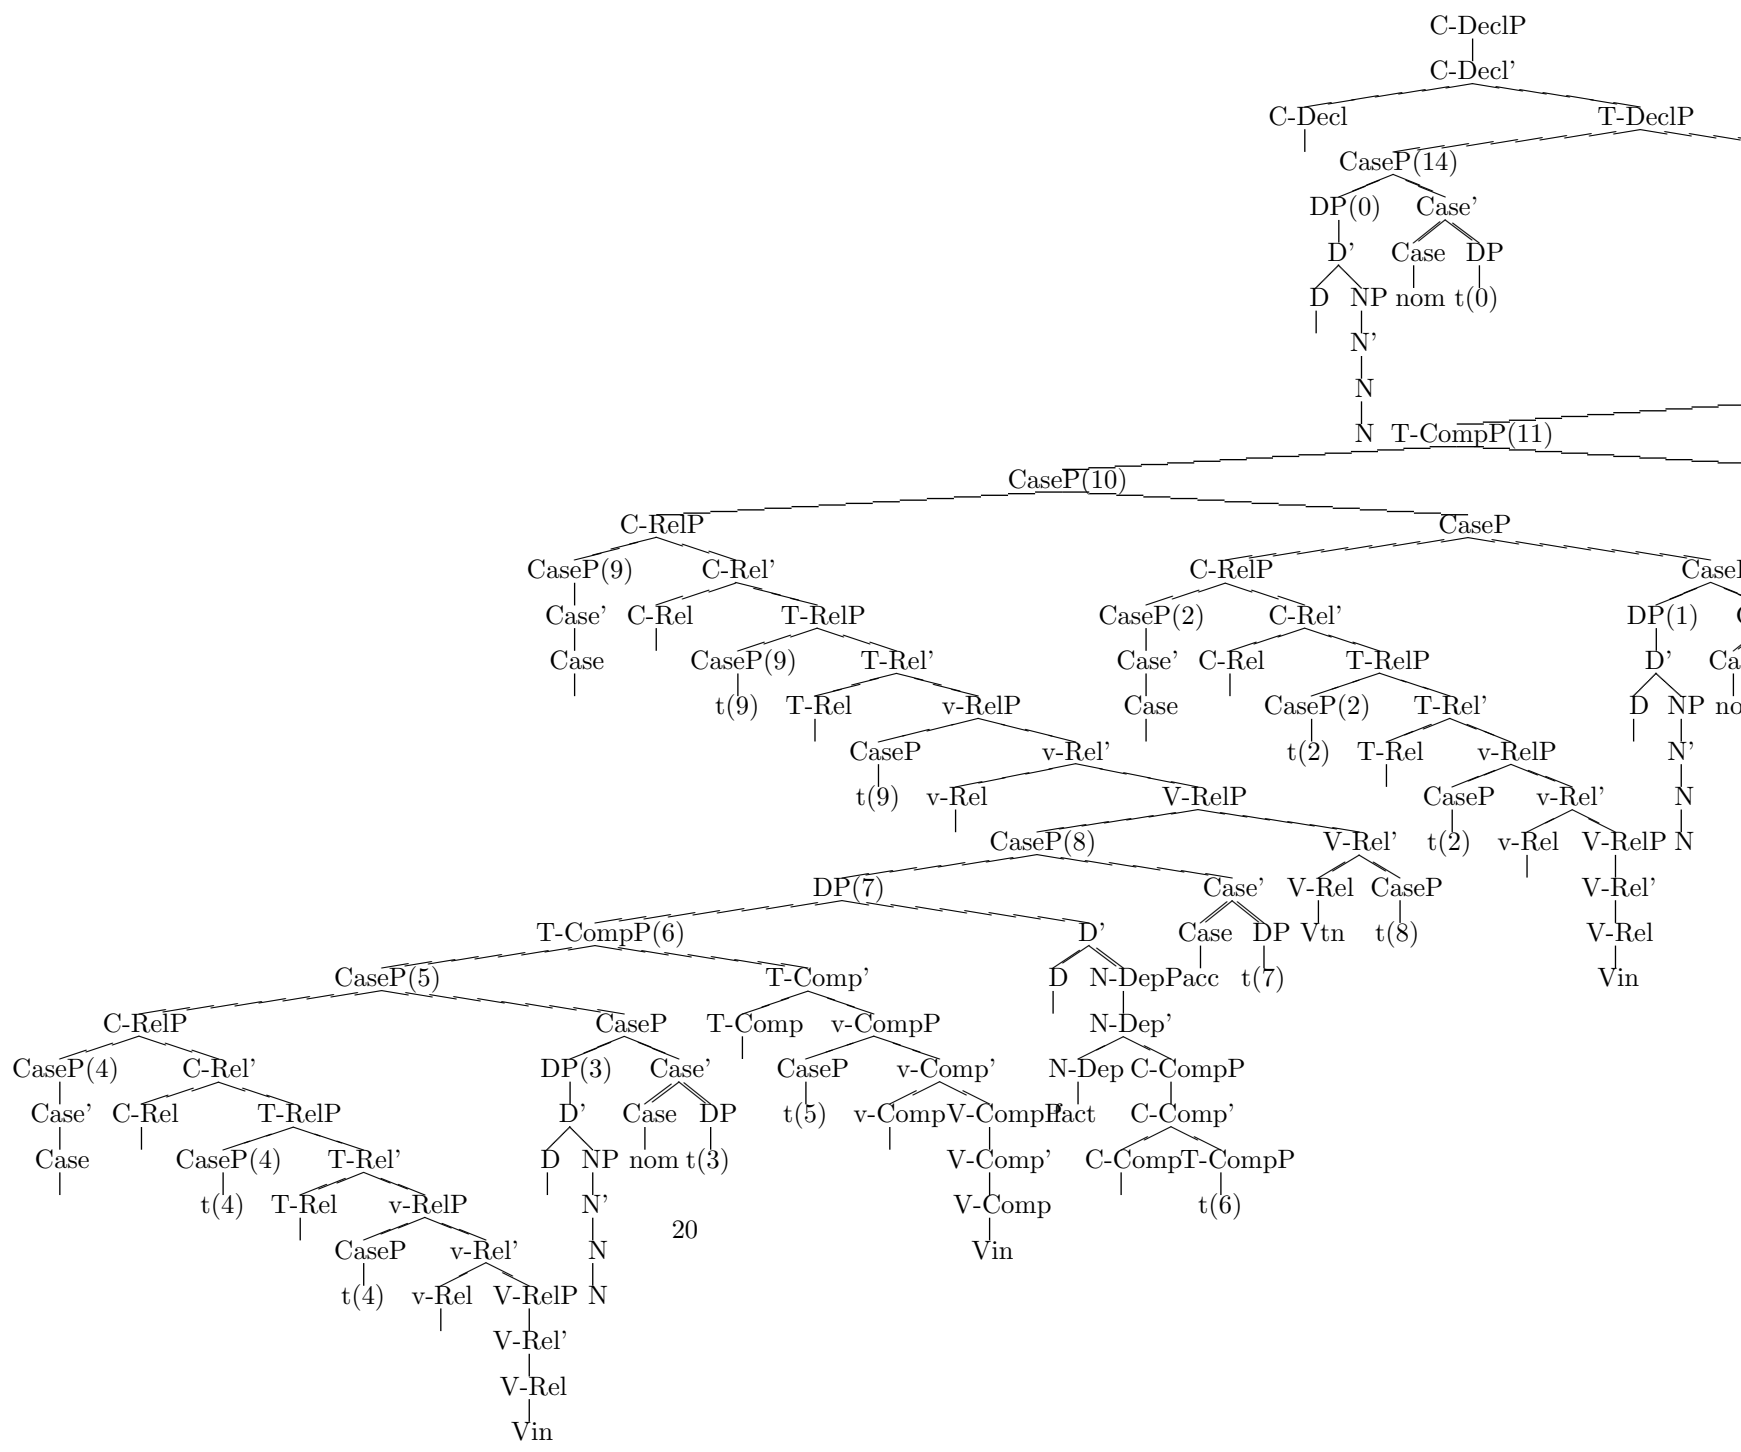 C-DeclP
C-Decl'
C-Decl T-DeclP
CaseP(14)
DP(0) Case'
D' Case DP
D NP nom t(0)
N'
N
N T-CompP(11)
CaseP(10)
C-RelP CaseP
CaseP(9) C-Rel' C-RelP
Case' C-Rel T-RelP CaseP(2) C-Rel' DP(1)
Case CaseP(9) T-Rel' Case' C-Rel T-RelP D'
t(9) T-Rel v-RelP Case CaseP(2) T-Rel' D NP
CaseP v-Rel' t(2) T-Rel v-RelP N'
t(9) v-Rel V-RelP CaseP v-Rel' N
CaseP(8) V-Rel' t(2) v-Rel V-RelP N
DP(7) Case' V-Rel CaseP V-Rel'
T-CompP(6) D' Case DP Vtn t(8) V-Rel
CaseP(5) T-Comp' D N-DepP acc t(7) Vin
C-RelP CaseP T-Comp v-CompP N-Dep'
CaseP(4) C-Rel' DP(3) Case' CaseP v-Comp' N-Dep C-CompP
Case' C-Rel T-RelP D' Case DP t(5) v-Comp V-CompP Fact C-Comp'
Case CaseP(4) T-Rel' D NP nom t(3) V-Comp' C-Comp T-CompP
t(4) T-Rel v-RelP N' V-Comp t(6)
20
CaseP v-Rel' N Vin
t(4) v-Rel V-RelP N
V-Rel'
V-Rel
Vin